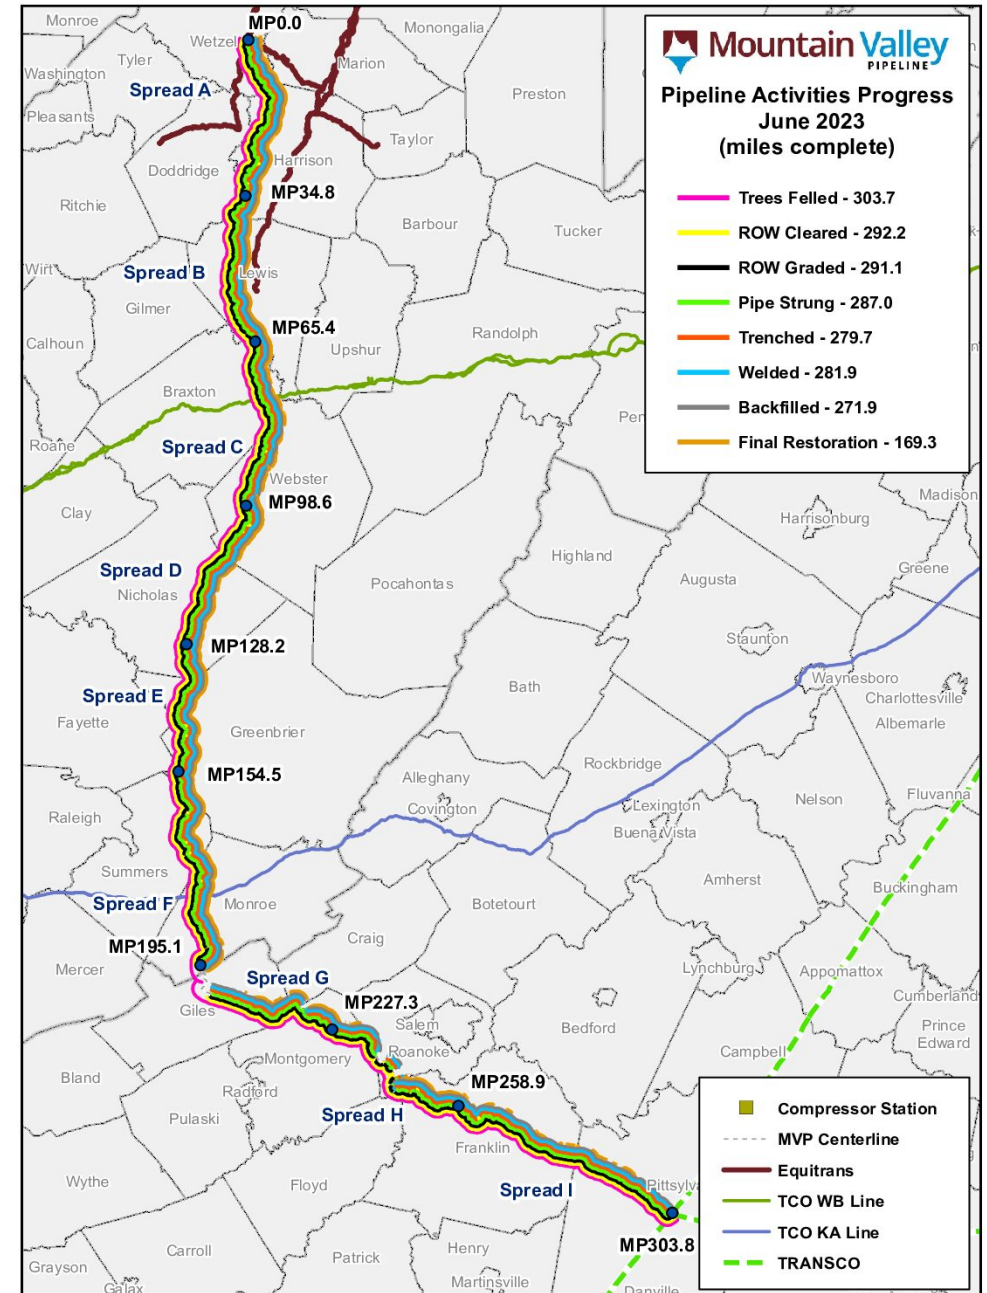 MP0.0
Monroe
Wetzel
Monongalia
Tyler
Marion
Washington
Spread A
Preston
Pleasants
Taylor
Harrison
Doddridge
MP34.8
Ritchie
Barbour
Tucker
Wirt
Spread B
Lewis
Gilmer
MP65.4
Randolph
Calhoun
Upshur
Braxton
Roane
Spread C
Webster
MP98.6
Clay
Madison
Harrisonburg
Highland
Spread D
Greene
Nicholas
Pocahontas
Augusta
Staunton
MP128.2
Waynesboro
Bath
Spread E
Charlottesville
Fayette
Albemarle
Greenbrier
Rockbridge
MP154.5
Alleghany
Fluvanna
Nelson
Covington
Lexington
Raleigh
Buena Vista
Summers
Amherst
Buckingham
Spread F
Monroe
Botetourt
Craig
MP195.1
Mercer
Lynchburg
Appomattox
Spread G
Cumberland
MP227.3
Giles
Salem
Bedford
Prince
Edward
Roanoke
Campbell
Montgomery
Bland
MP258.9
Radford
Pulaski
Spread H
Franklin
Wythe
Floyd
Spread I
Pittsylva
MP303.8
Carroll
Henry
Patrick
Grayson
Martinsville
Galax
Danville
Mountain Valley
PIPELINE
Pipeline Activities Progress
June 2023
(miles complete)
Trees Felled - 303.7
ROW Cleared - 292.2
ROW Graded - 291.1
Pipe Strung - 287.0
Trenched - 279.7
Welded - 281.9
Backfilled - 271.9
Final Restoration - 169.3
Compressor Station
MVP Centerline
Equitrans
TCO WB Line
TCO KA Line
TRANSCO